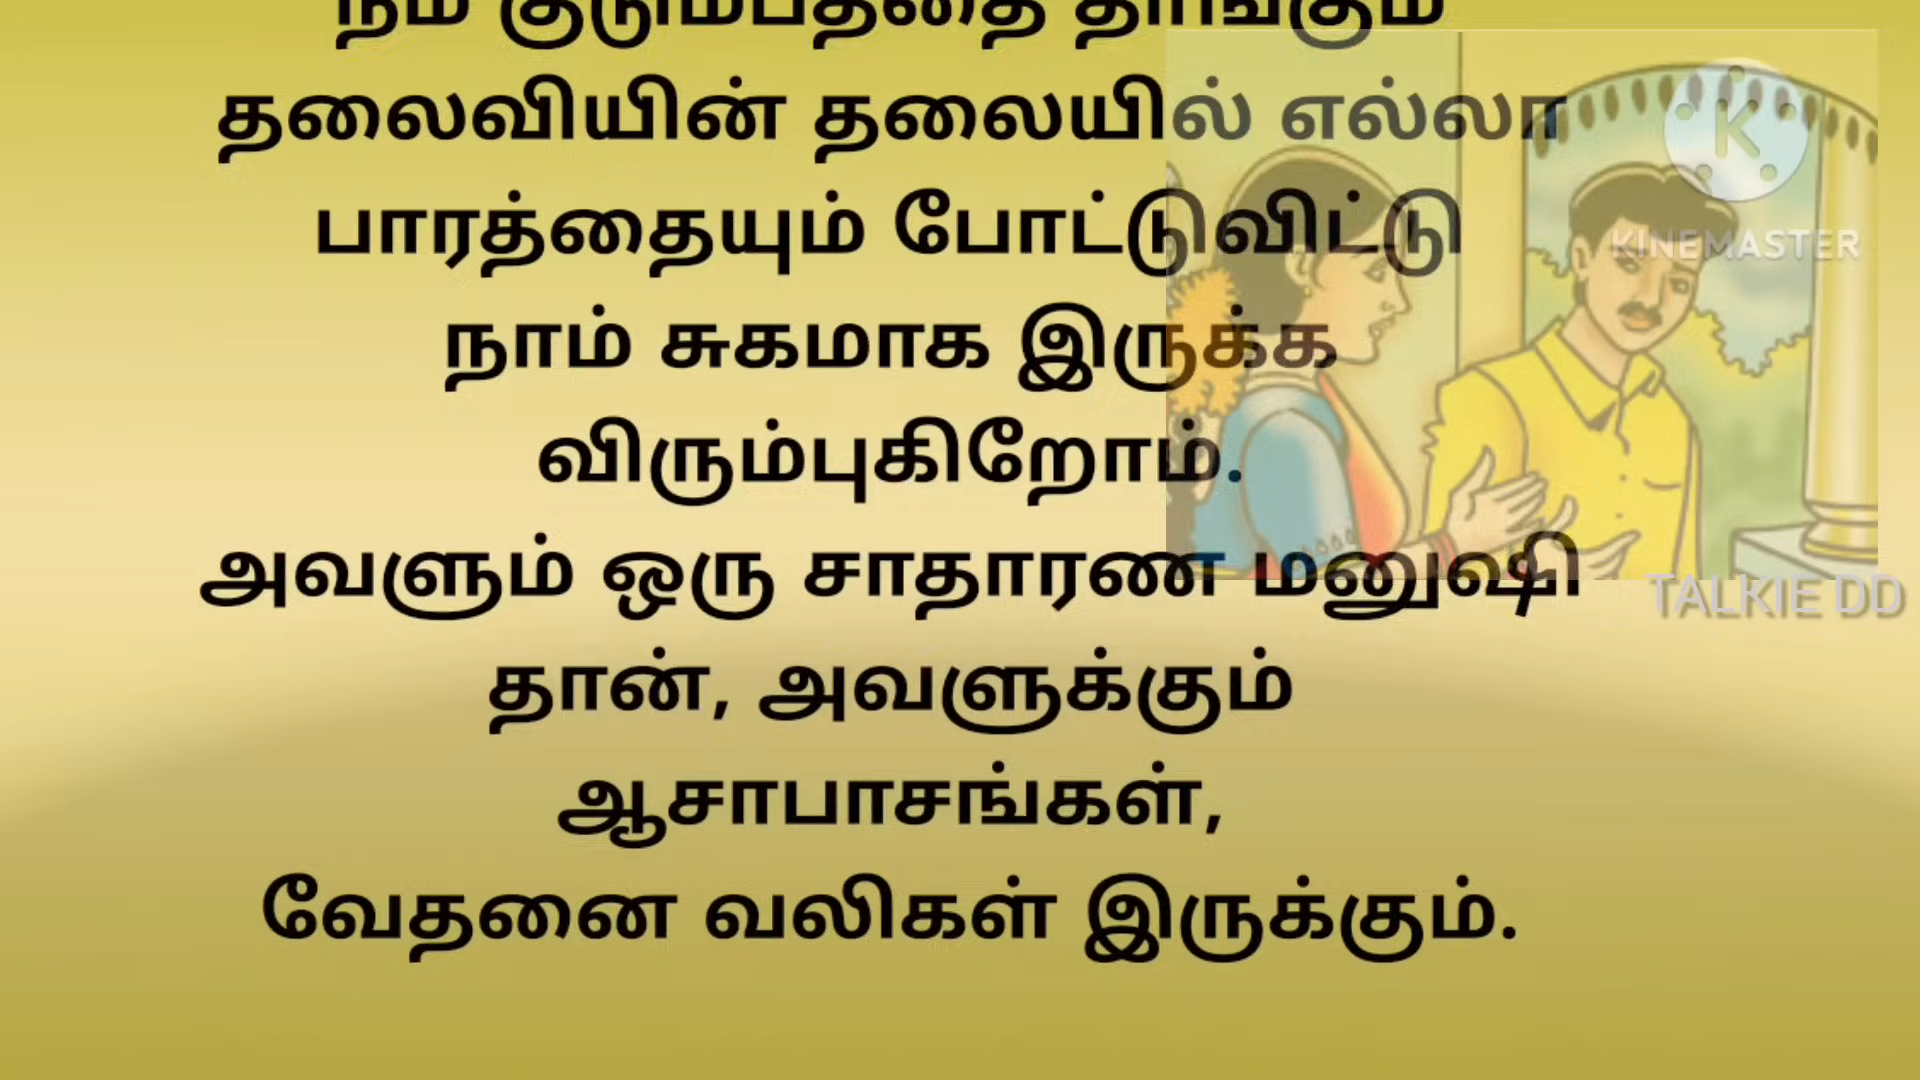 நம் குடும்பத்தை தாங்கும்
தலைவியின் தலையில் எல்லா
பாரத்தையும் போட்டுவிட்டு
நாம் சுகமாக இருக்க
விரும்புகிறோம்.
அவளும் ஒரு சாதாரண மனுஷி
தான், அவளுக்கும்
ஆசாபாசங்கள்,
வேதனை வலிகள் இருக்கும்.
K
KINEMASTER
TALKIE DD